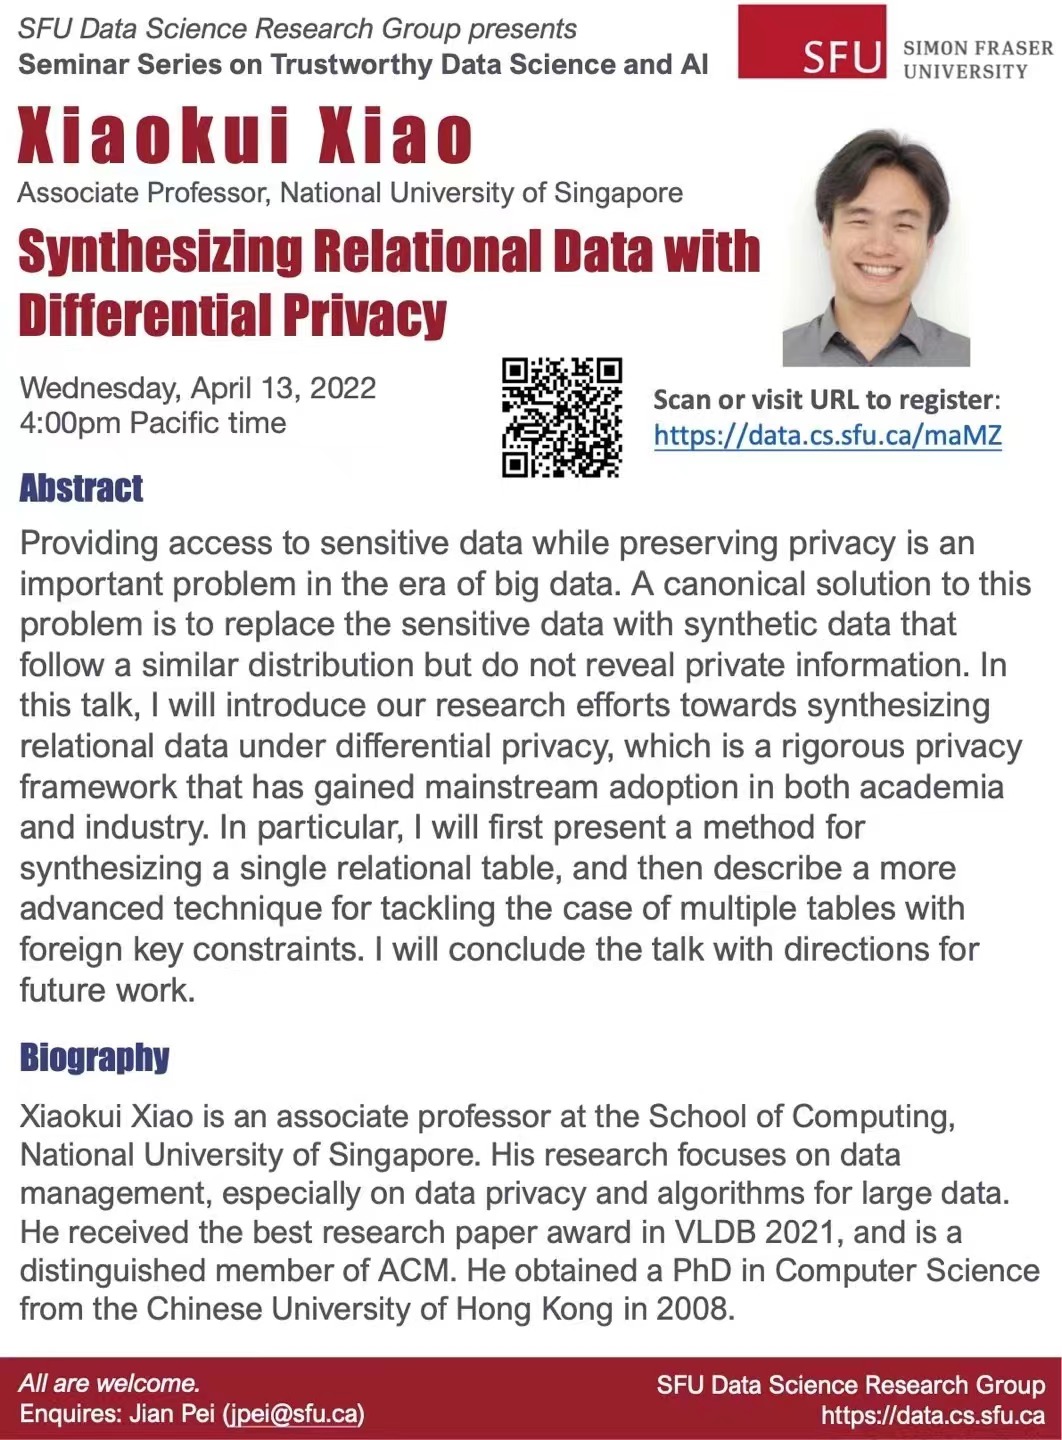 SFU Data Science Research Group presents
Seminar Series on Trustworthy Data Science and AI
SFU
SIMON FRASER
UNIVERSITY
Xiaokui Xiao
Associate Professor, National University of Singapore
Synthesizing Relational Data with
Differential Privacy
Wednesday, April 13, 2022
4:00pm Pacific time
Scan or visit URL to register:
https://data.cs.sfu.ca/maMZ
Abstract
Providing access to sensitive data while preserving privacy is an
important problem in the era of big data. A canonical solution to this
problem is to replace the sensitive data with synthetic data that
follow a similar distribution but do not reveal private information. In
this talk, I will introduce our research efforts towards synthesizing
relational data under differential privacy, which is a rigorous privacy
framework that has gained mainstream adoption in both academia
and industry. In particular, I will first present a method for
synthesizing a single relational table, and then describe a more
advanced technique for tackling the case of multiple tables with
foreign key constraints. I will conclude the talk with directions for
future work.
Biography
Xiaokui Xiao is an associate professor at the School of Computing,
National University of Singapore. His research focuses on data
management, especially on data privacy and algorithms for large data.
He received the best research paper award in VLDB 2021, and is a
distinguished member of ACM. He obtained a PhD in Computer Science
from the Chinese University of Hong Kong in 2008.
All are welcome.
Enquires: Jian Pei (jpei@sfu.ca)
SFU Data Science Research Group
https://data.cs.sfu.ca